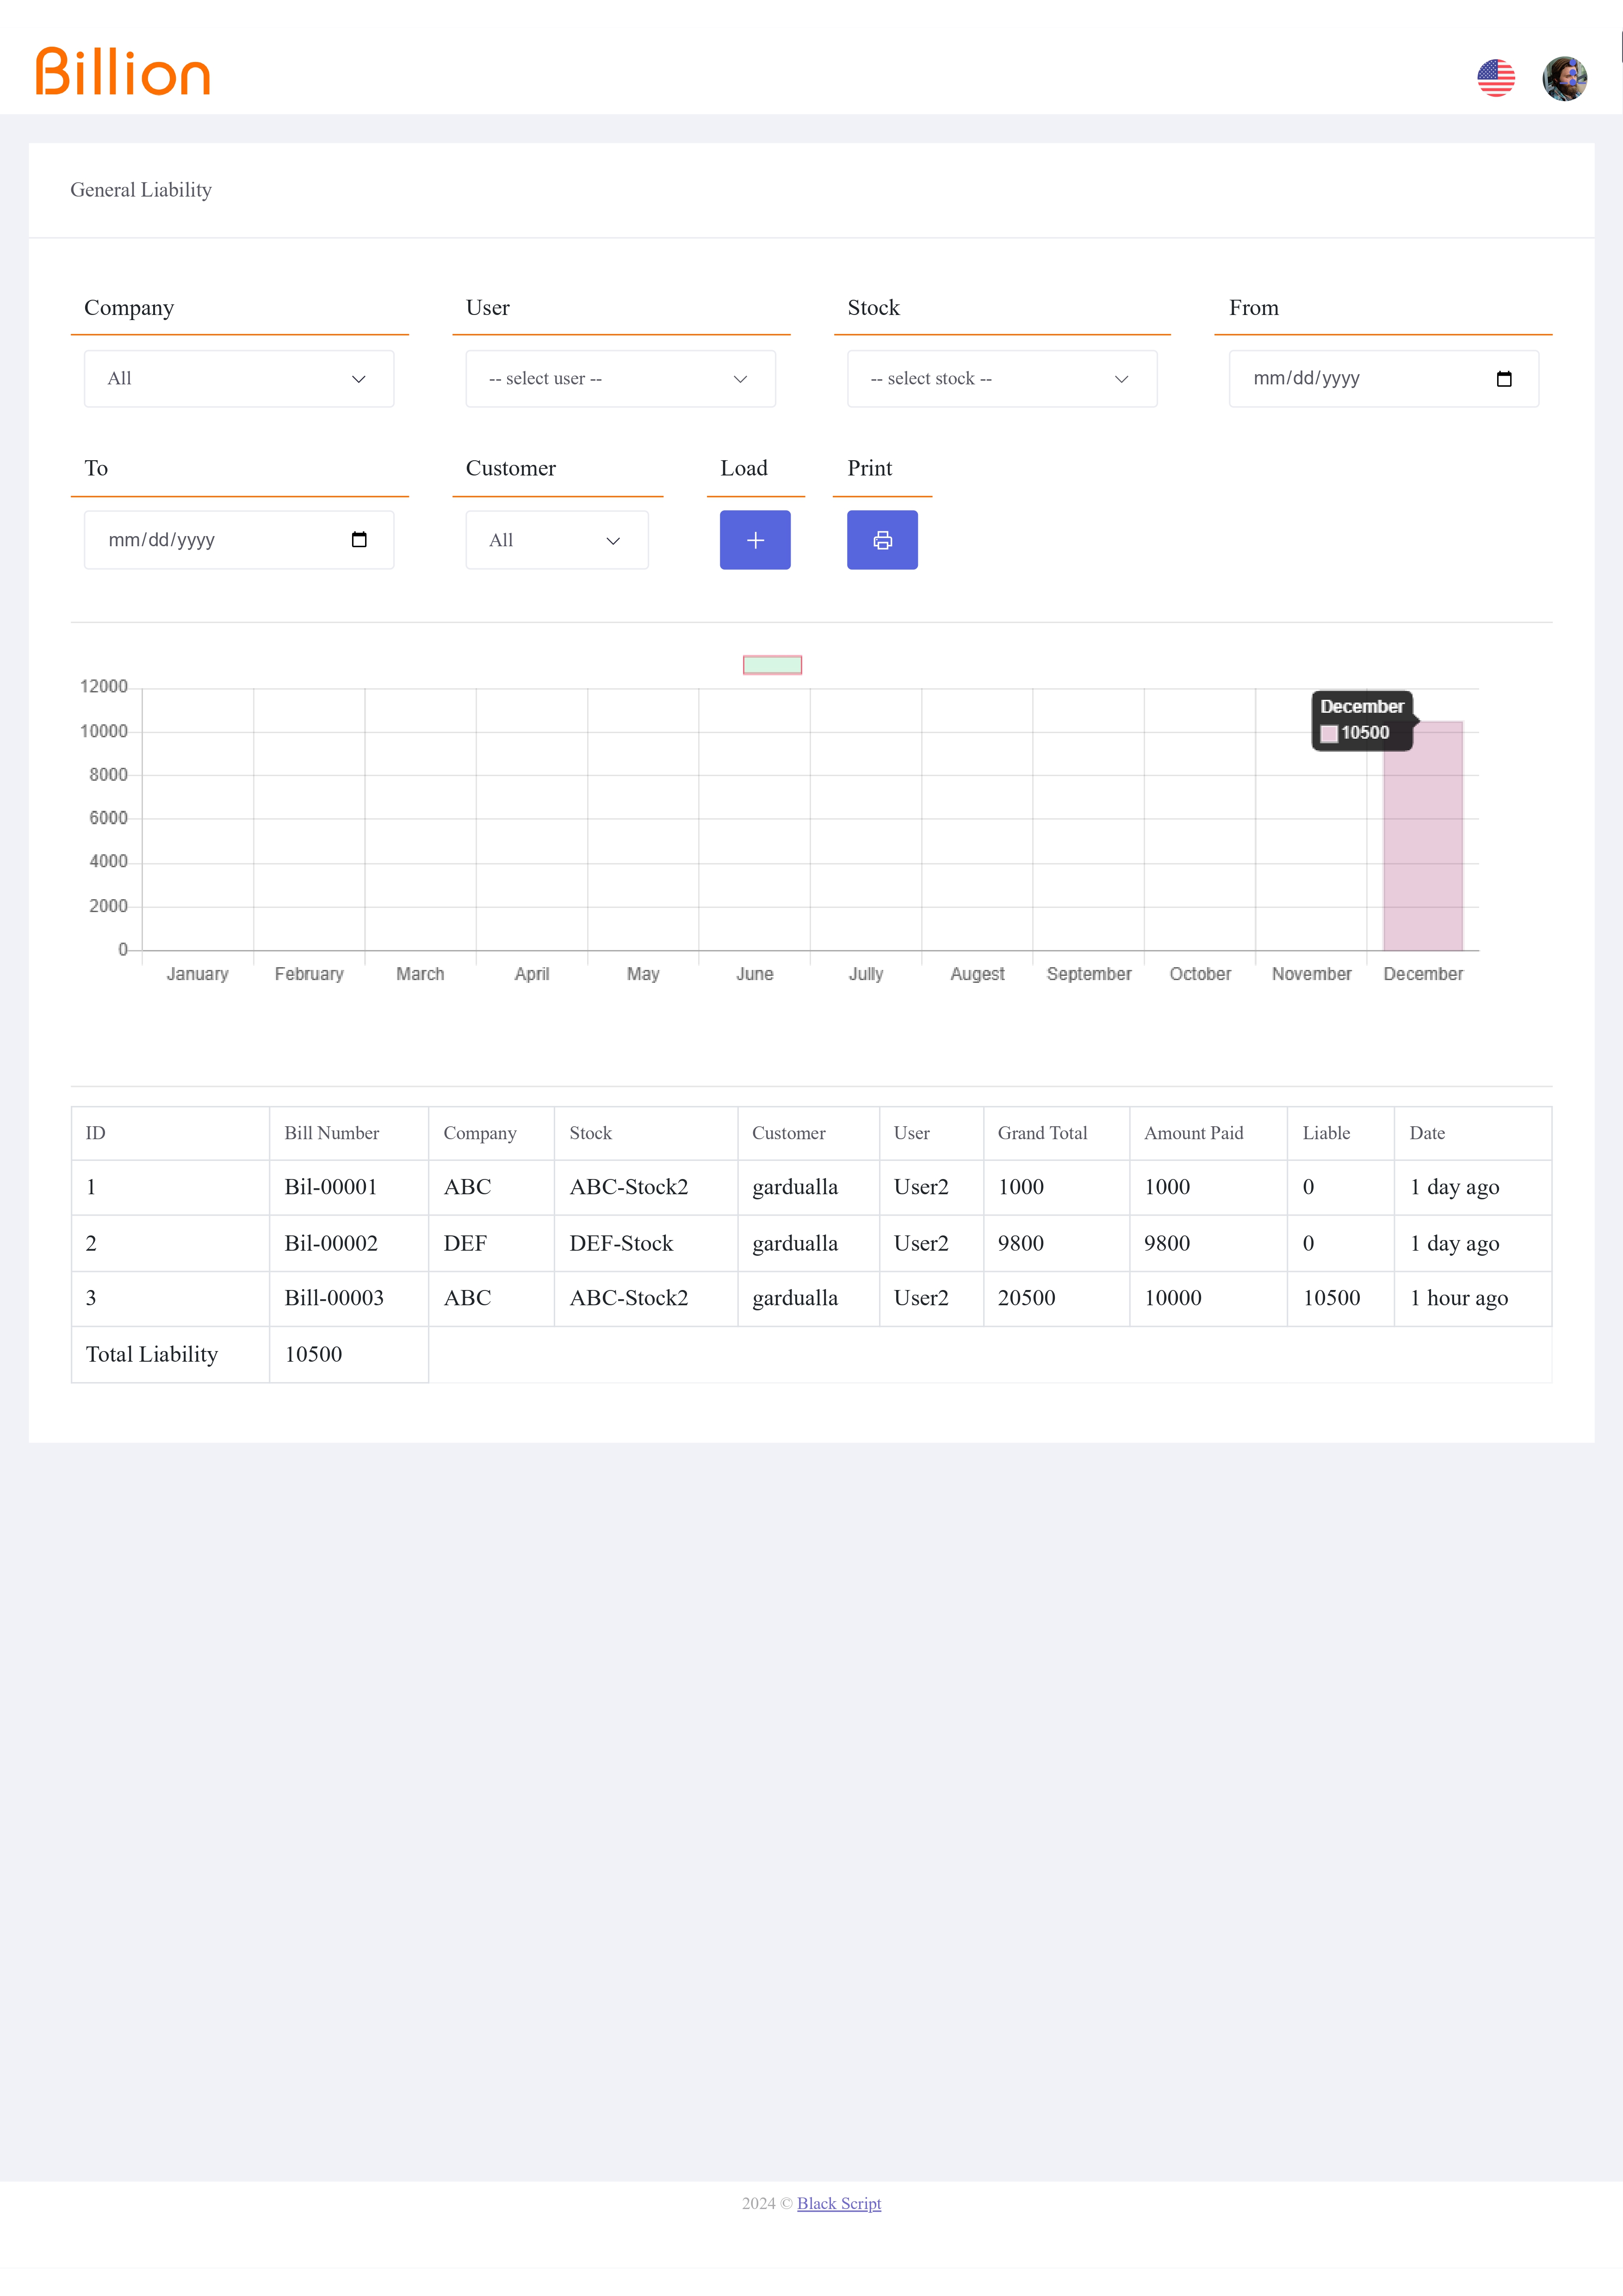 Billion
General Liability
Company User Stock From
All -- select user -- -- select stock -- mm/dd/yyyy
To Customer Load Print
mm/dd/yyyy All
12000
10000
8000
6000
4000
2000
0
December
10500
January February March April May June Jully Augest September October November December
ID Bill Number Company Stock Customer User Grand Total Amount Paid Liable Date
1 Bil-00001 ABC ABC-Stock2 gardualla User2 1000 1000 0 1 day ago
2 Bil-00002 DEF DEF-Stock gardualla User2 9800 9800 0 1 day ago
3 Bill-00003 ABC ABC-Stock2 gardualla User2 20500 10000 10500 1 hour ago
Total Liability 10500
2024 © Black Script